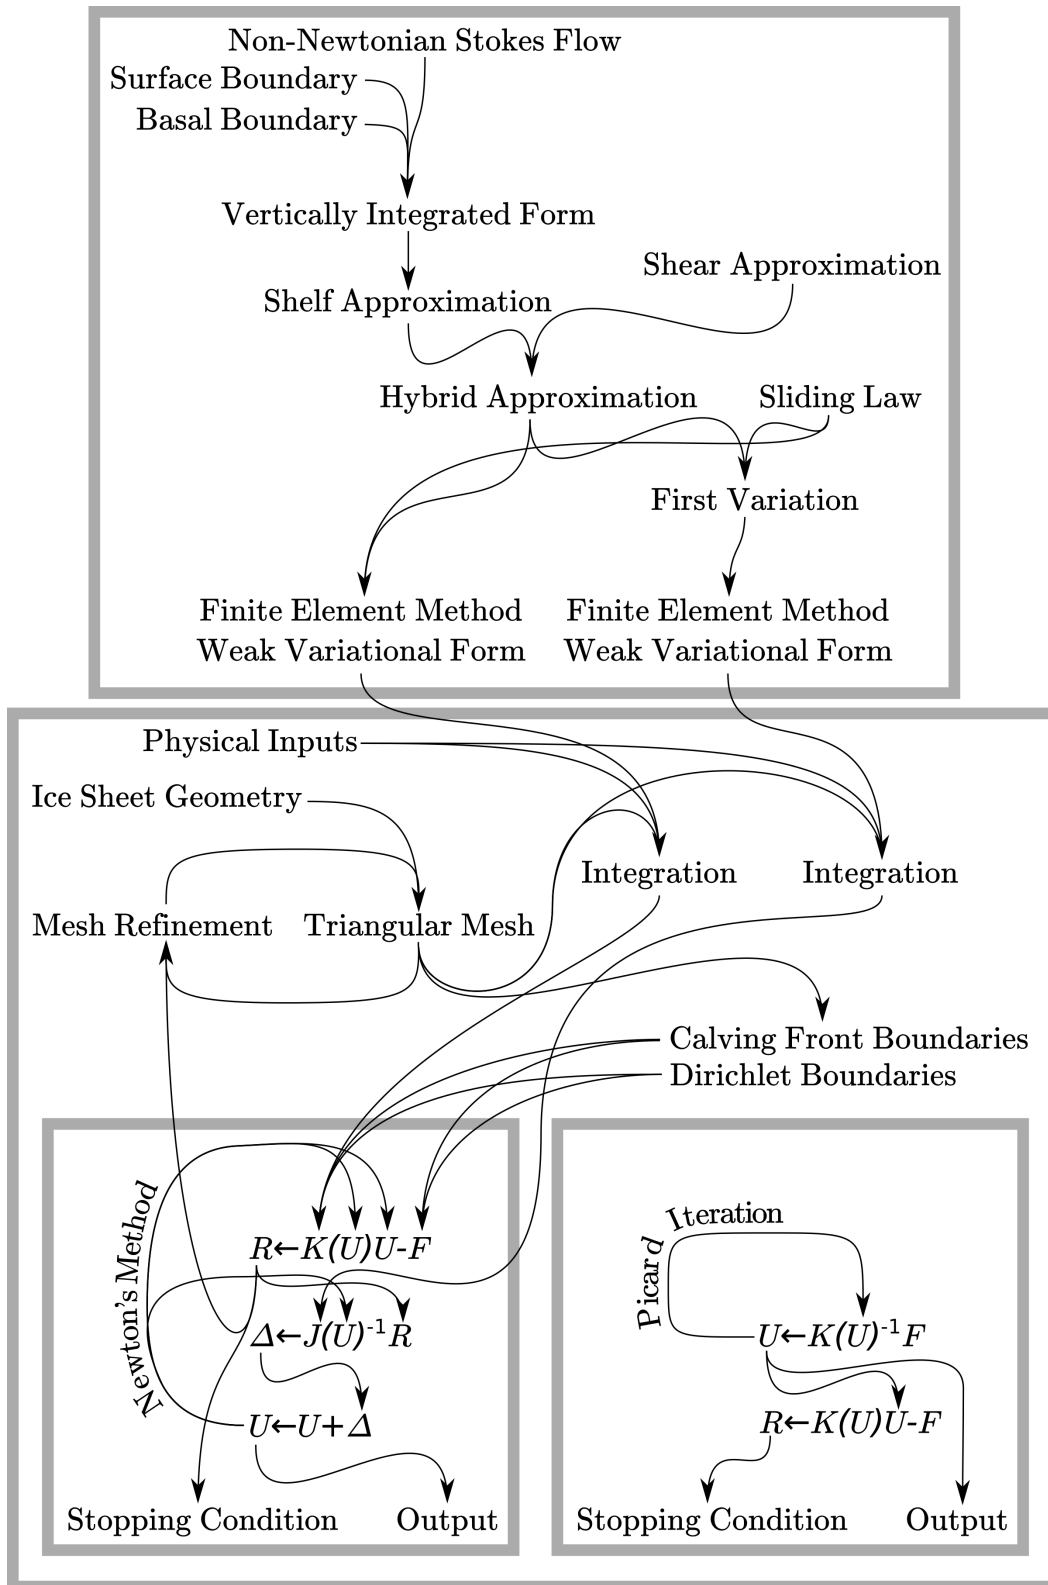 Non-Newtonian Stokes Flow
Surface Boundary
Basal Boundary
Vertically Integrated Form
Shear Approximation
Shelf Approximation
Hybrid Approximation
Sliding Law
First Variation
Finite Element Method
Weak Variational Form
Finite Element Method
Weak Variational Form
Physical Inputs
Ice Sheet Geometry
Integration
Integration
Mesh Refinement
Triangular Mesh
Calving Front Boundaries
Dirichlet Boundaries
Newton's Method
R←K(U)U-F
Δ←J(U)⁻¹R
U←U+Δ
Stopping Condition
Output
Picard Iteration
U←K(U)⁻¹F
R←K(U)U-F
Stopping Condition
Output